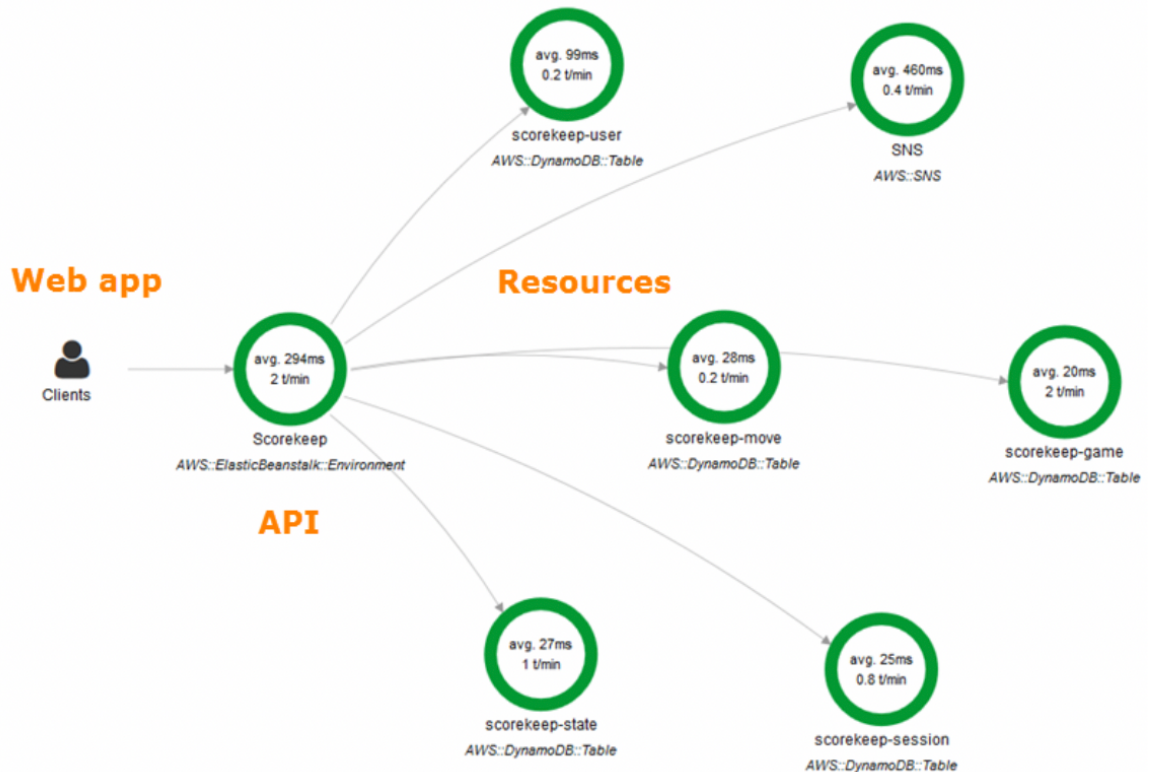 avg. 99ms
0.2 t/min
scorekeep-user
AWS::DynamoDB::Table
avg. 460ms
0.4 t/min
SNS
AWS::SNS
Web app
Resources
Clients
avg. 294ms
2 t/min
Scorekeep
AWS::ElasticBeanstalk::Environment
avg. 28ms
0.2 t/min
scorekeep-move
AWS::DynamoDB::Table
avg. 20ms
2 t/min
scorekeep-game
AWS::DynamoDB::Table
API
avg. 27ms
1 t/min
scorekeep-state
AWS::DynamoDB::Table
avg. 25ms
0.8 t/min
scorekeep-session
AWS::DynamoDB::Table